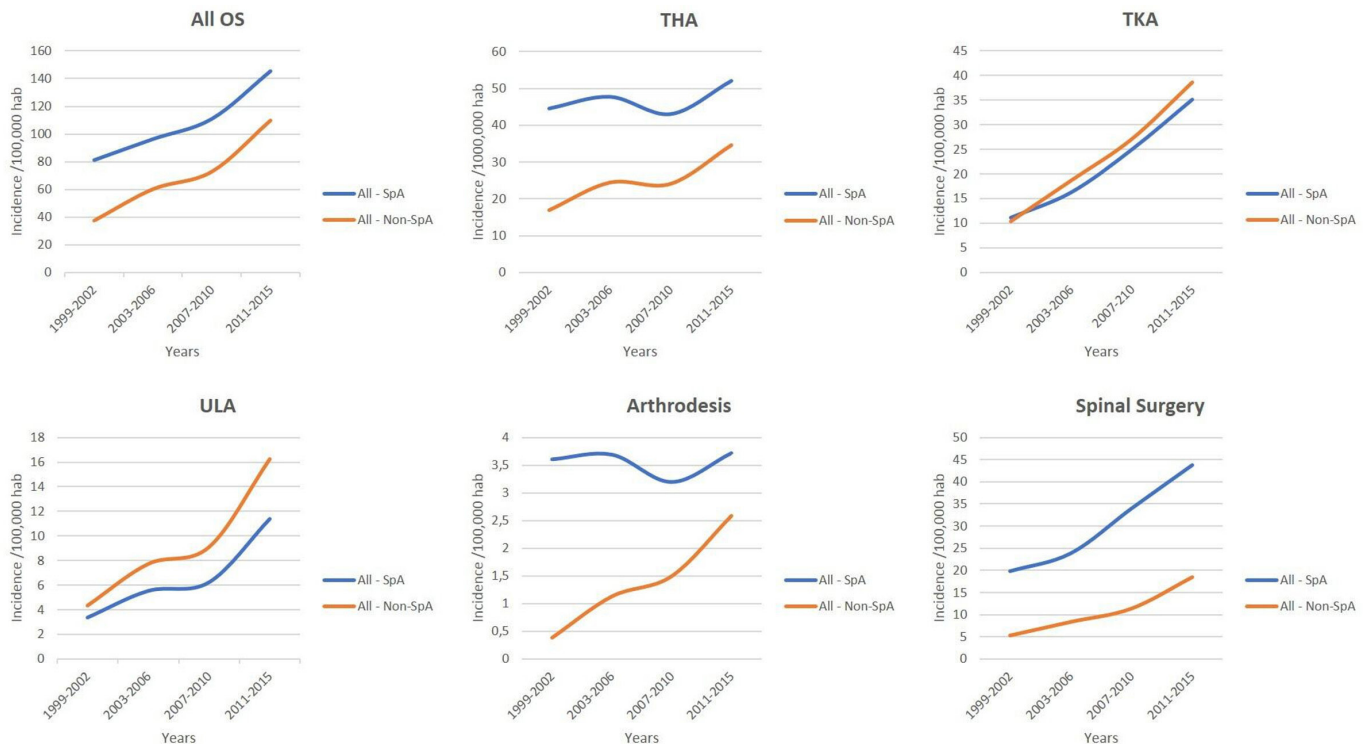 All OS
Incidence /100,000 hab
160
140
120
100
80
60
40
20
0
1999-2002
2003-2006
2007-2010
2011-2015
Years
All - SpA
All - Non-SpA
THA
Incidence /1000,000 hab
60
50
40
30
20
10
0
1999-2002
2003-2006
2007-2010
2011-2015
Years
All - SpA
All - Non-SpA
TKA
Incidence /100,000 hab
45
40
35
30
25
20
15
10
5
0
1999-2002
2003-2006
2007-210
2011-2015
Years
All - SpA
All - Non-SpA
ULA
Incidence /100,000 hab
18
16
14
12
10
8
6
4
2
0
1999-2002
2003-2006
2007-2010
2011-2015
Years
All - SpA
All - Non-SpA
Arthrodesis
Incidence /100,000 hab
4
3,5
3
2,5
2
1,5
1
0,5
0
1999-2002
2003-2006
2007-2010
2011-2015
Years
All - SpA
All - Non-SpA
Spinal Surgery
Incidence /100,000 hab
50
45
40
35
30
25
20
15
10
5
0
1999-2002
2003-2006
2007-2010
2011-2015
Years
All - SpA
All - Non-SpA